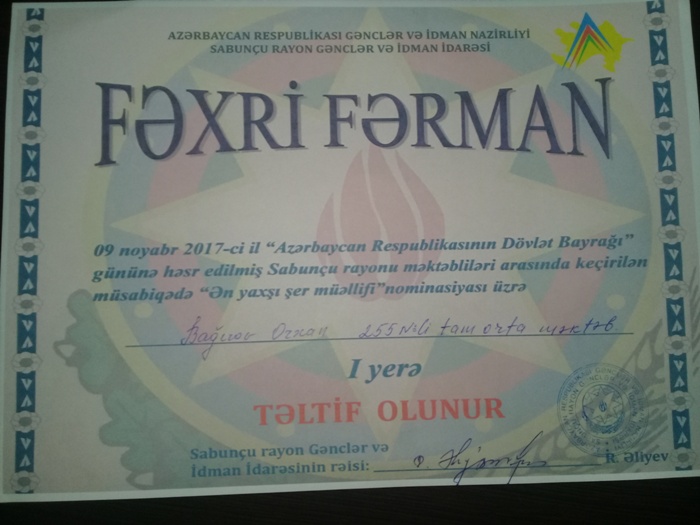 AZƏRBAYCAN RESPUBLİKASI GƏNCLƏR VƏ İDMAN NAZİRLİYİ
SABUNÇU RAYON GƏNCLƏR VƏ İDMAN İDARƏSİ
FƏXRİ FƏRMAN
09 noyabr 2017-ci il “Azərbaycan Respublikasının Dövlət Bayrağı”
gününə həsr edilmiş Sabunçu rayonu məktəbliləri arasında keçirilən
müsabiqədə “Ən yaxşı şer müəllifi”nominasiyası üzrə
Bağırov Orxan 255 №li tam orta məktəb
I yerə
TƏLTİF OLUNUR
Sabunçu rayon Gənclər və
İdman İdarəsinin rəisi: R. Əliyev